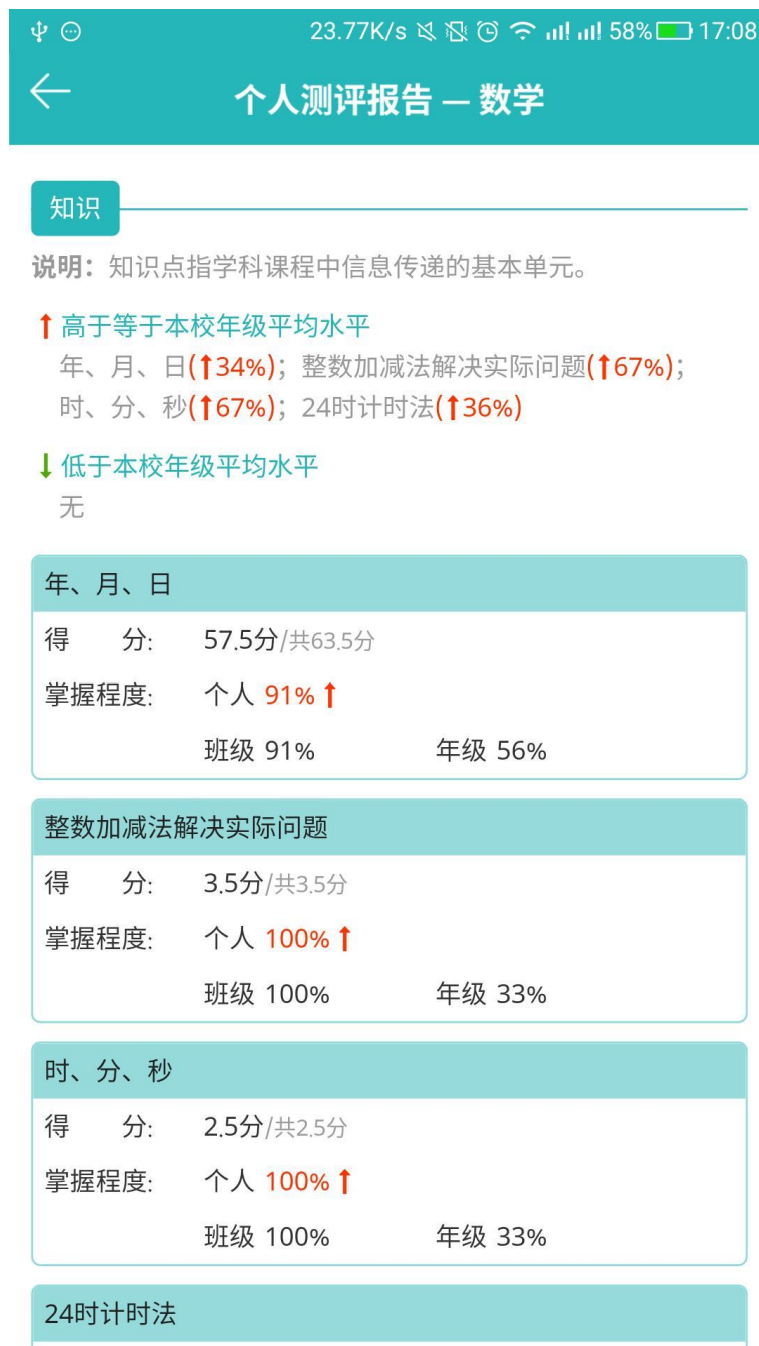 23.77K/s 58% 17:08
个人测评报告 — 数学
知识
说明：知识点指学科课程中信息传递的基本单元。
↑高于等于本校年级平均水平
年、月、日(↑34%)；整数加减法解决实际问题(↑67%)；
时、分、秒(↑67%)；24时计时法(↑36%)
↓低于本校年级平均水平
无
年、月、日
得 分: 57.5分/共63.5分
掌握程度: 个人 91%↑
班级 91% 年级 56%
整数加减法解决实际问题
得 分: 3.5分/共3.5分
掌握程度: 个人 100%↑
班级 100% 年级 33%
时、分、秒
得 分: 2.5分/共2.5分
掌握程度: 个人 100%↑
班级 100% 年级 33%
24时计时法